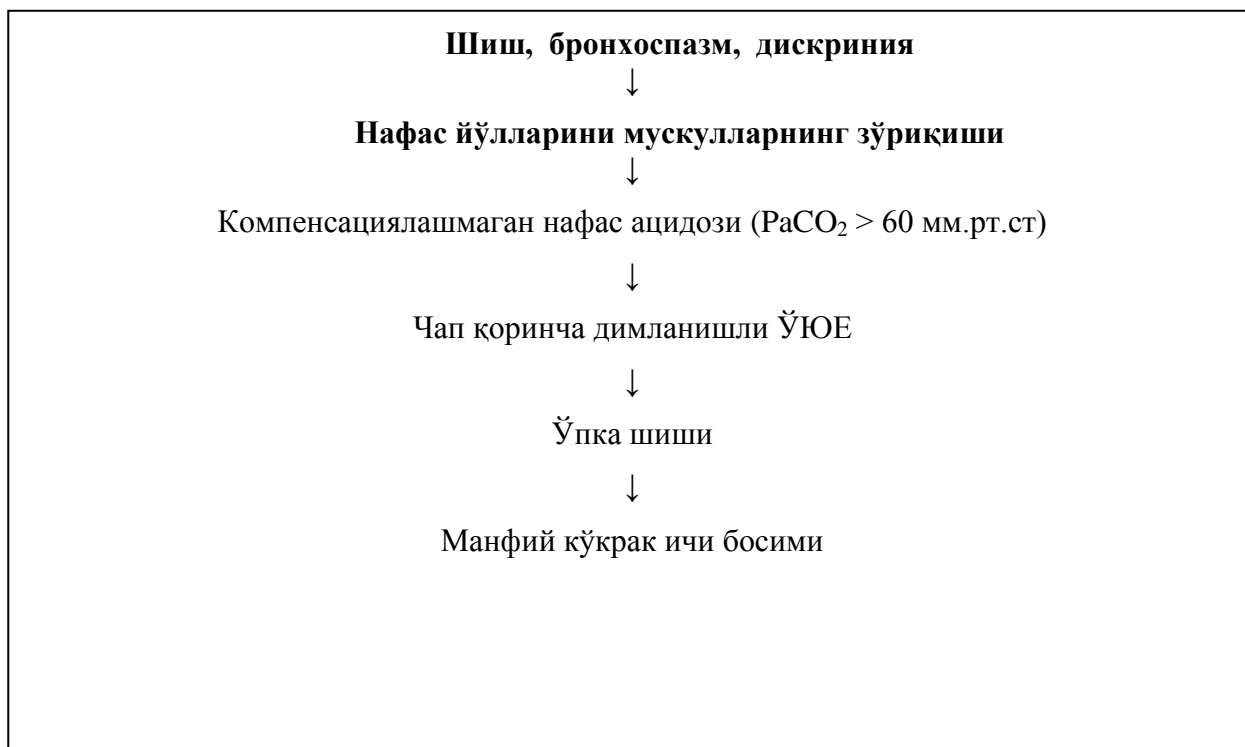 Шиш, бронхоспазм, дискриния
↓
Нафас йўлларини мускулларнинг зўриқиши
↓
Компенсациялашмаган нафас ацидози (PaCO₂ > 60 мм.рт.ст)
↓
Чап қоринча димланишли ЎЮЕ
↓
Ўпка шиши
↓
Манфий кўкрак ичи босими